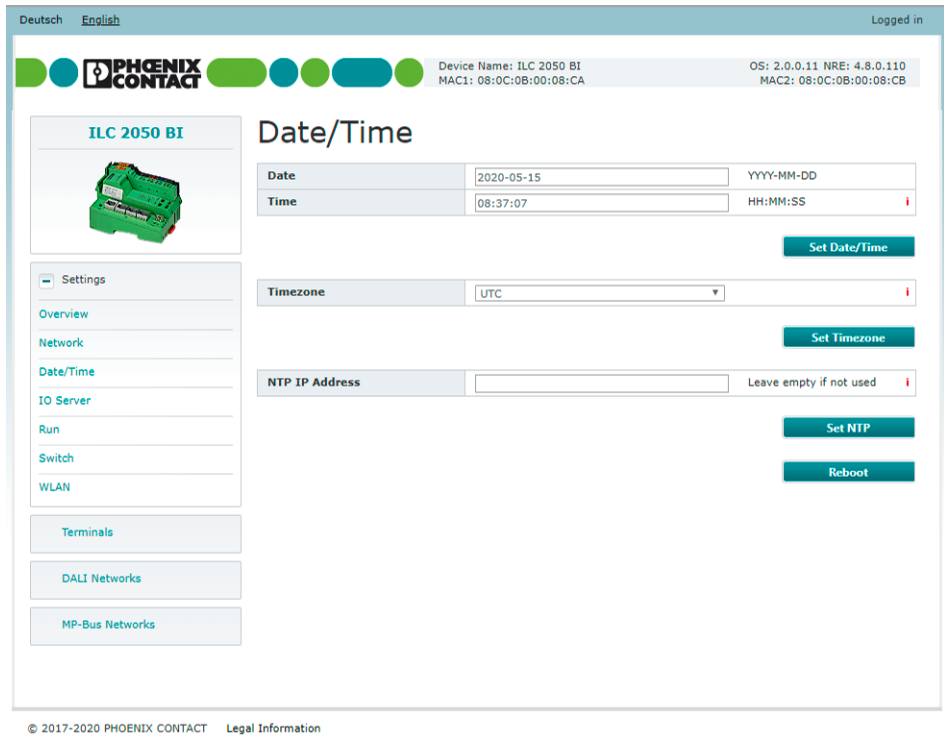 Deutsch English Logged in
PHŒNIX CONTACT
Device Name: ILC 2050 BI OS: 2.0.0.11 NRE: 4.8.0.110
MAC1: 08:0C:0B:00:08:CA MAC2: 08:0C:0B:00:08:CB
ILC 2050 BI
Settings
Overview
Network
Date/Time
IO Server
Run
Switch
WLAN
Terminals
DALI Networks
MP-Bus Networks
Date/Time
Date 2020-05-15 YYYY-MM-DD
Time 08:37:07 HH:MM:SS i
Set Date/Time
Timezone UTC i
Set Timezone
NTP IP Address Leave empty if not used i
Set NTP
Reboot
© 2017-2020 PHOENIX CONTACT Legal Information